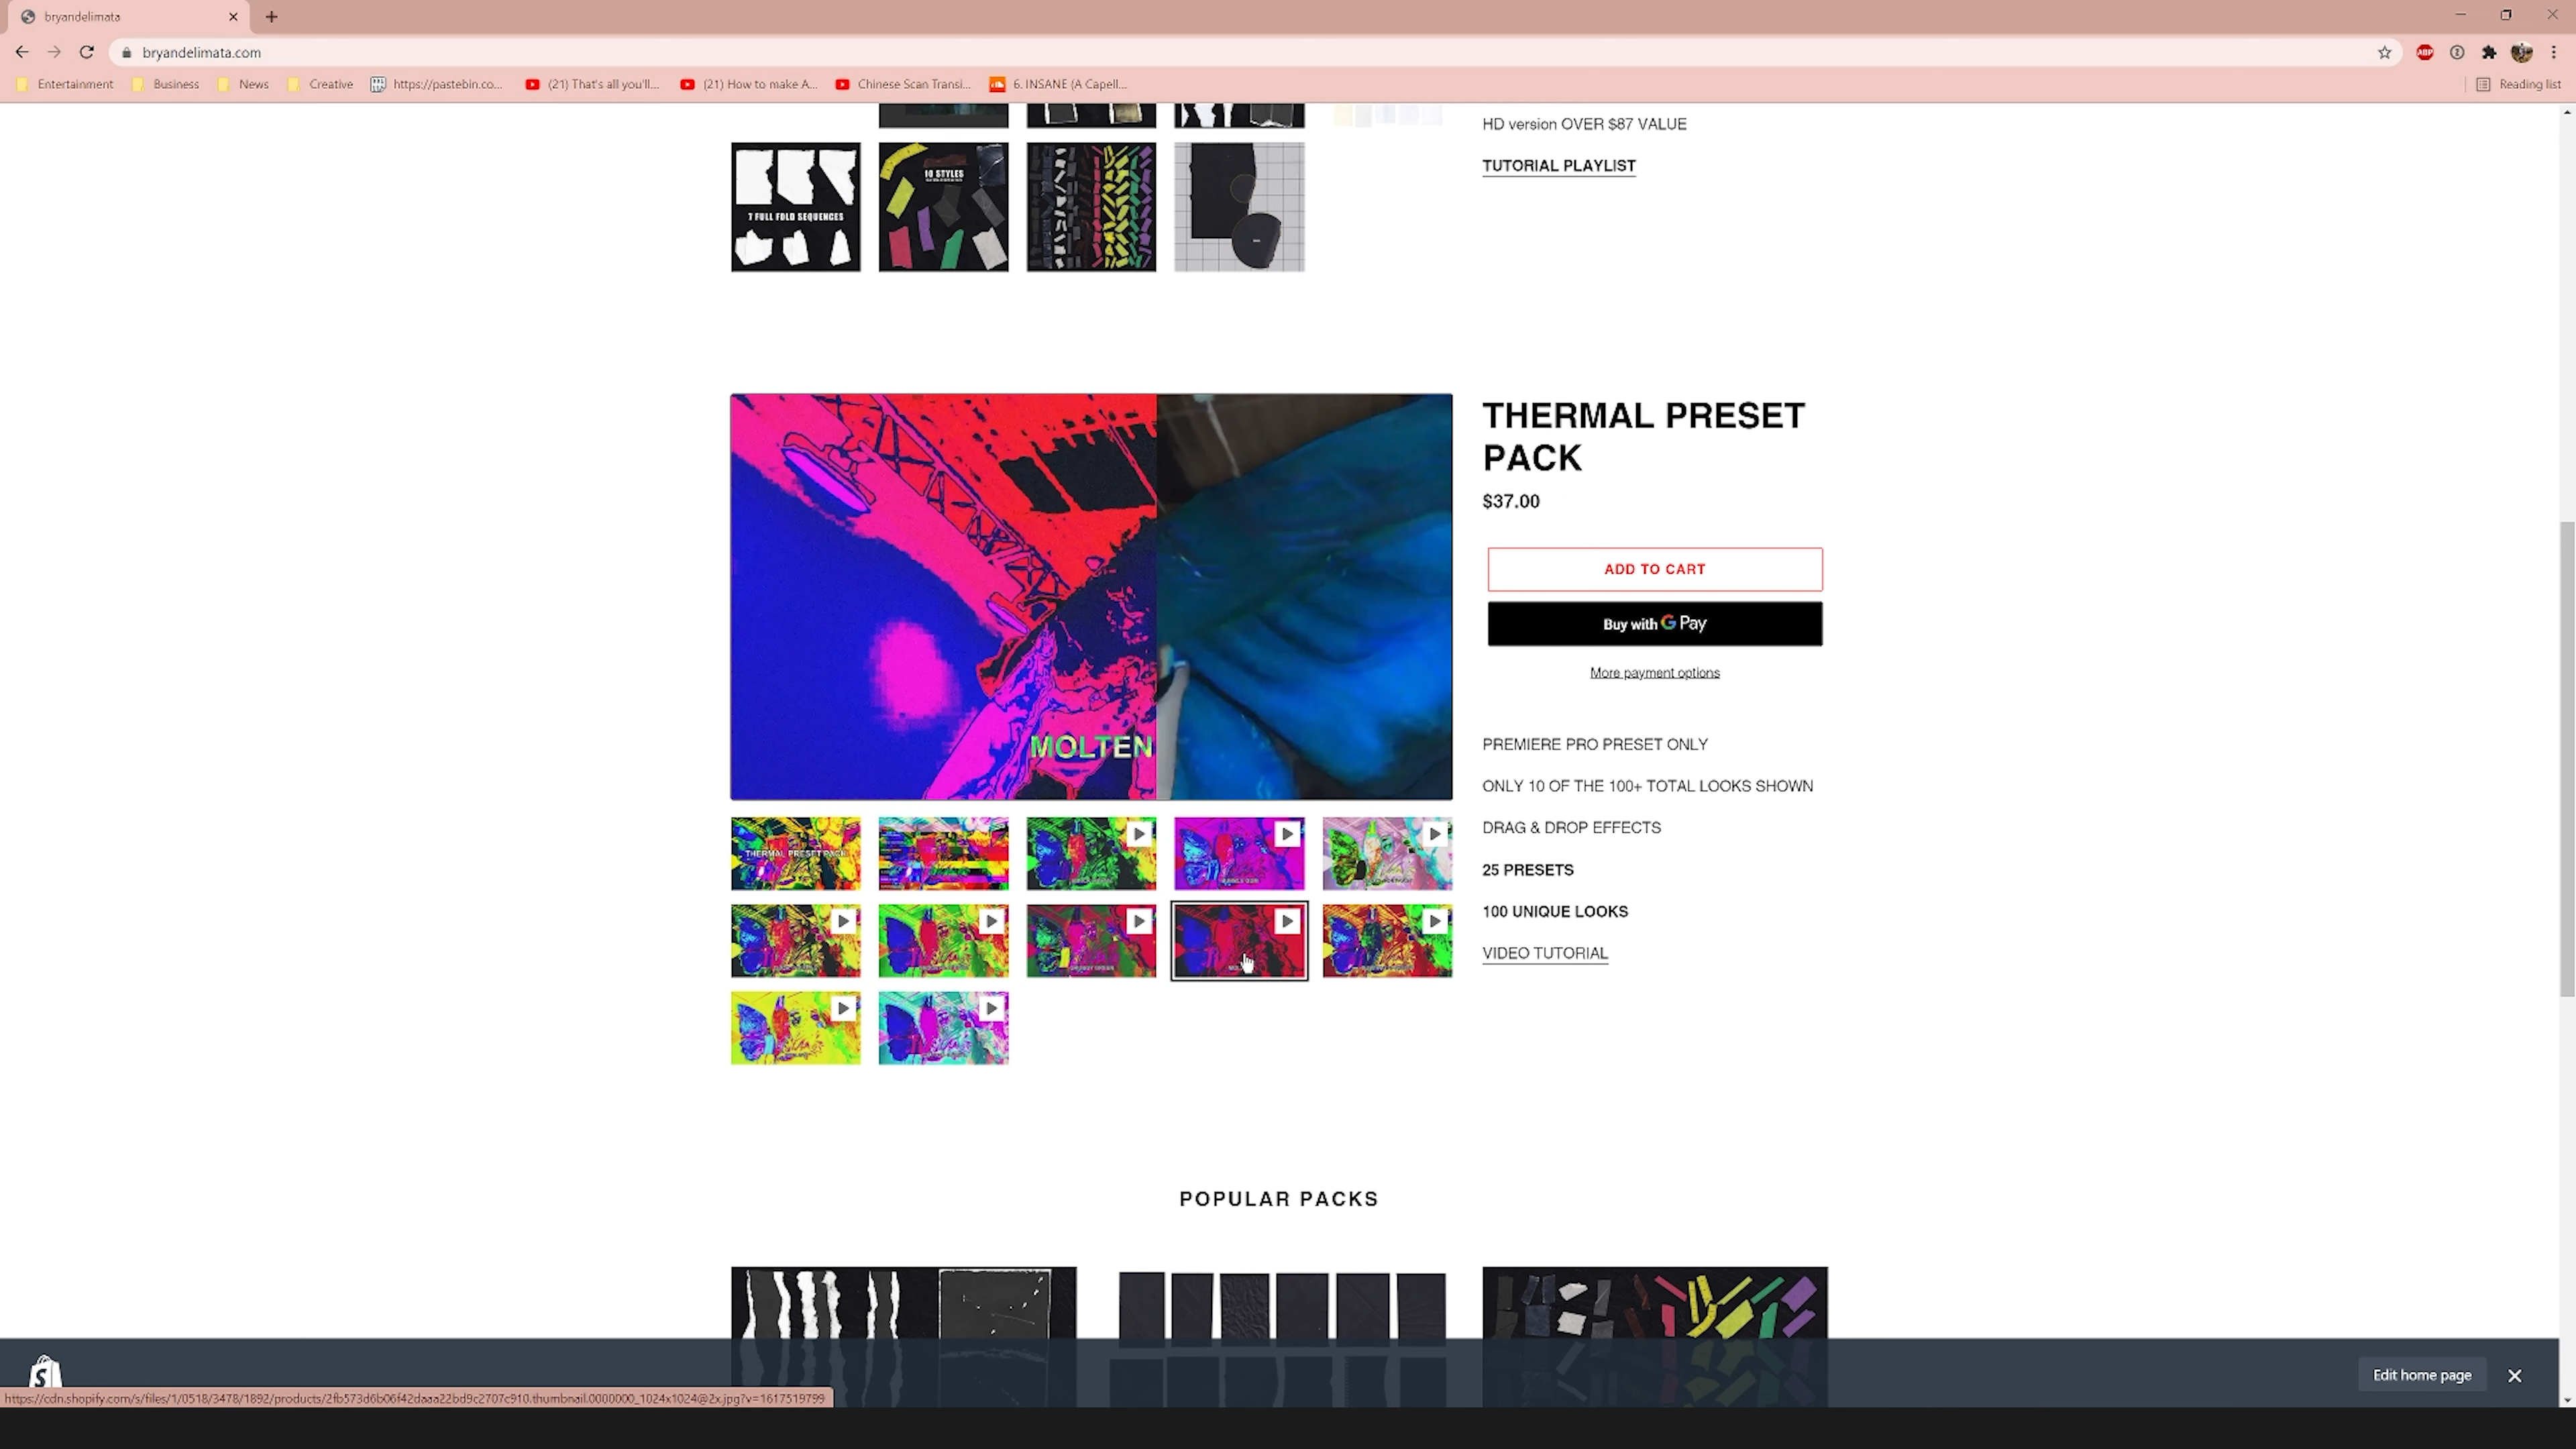 bryandelimata
bryandelimata.com
Entertainment
Business
News
Creative
https://pastebin.co...
(21) That's all you'll...
(21) How to make A...
Chinese Scan Transi...
6. INSANE (A Capell...
Reading list
ABP
HD version OVER $87 VALUE
TUTORIAL PLAYLIST
7 FULL FOLD SEQUENCES
10 STYLES
THERMAL PRESET
PACK
$37.00
ADD TO CART
Buy with G Pay
More payment options
MOLTEN
PREMIERE PRO PRESET ONLY
ONLY 10 OF THE 100+ TOTAL LOOKS SHOWN
DRAG & DROP EFFECTS
25 PRESETS
100 UNIQUE LOOKS
VIDEO TUTORIAL
THERMAL PRESET PACK
POPULAR PACKS
Edit home page
https://cdn.shopify.com/s/files/1/0518/3478/1892/products/2fb573d6b06f42daaa22bd9c2707c910.thumbnail.0000000_1024x1024@2x.jpg?v=1617519799